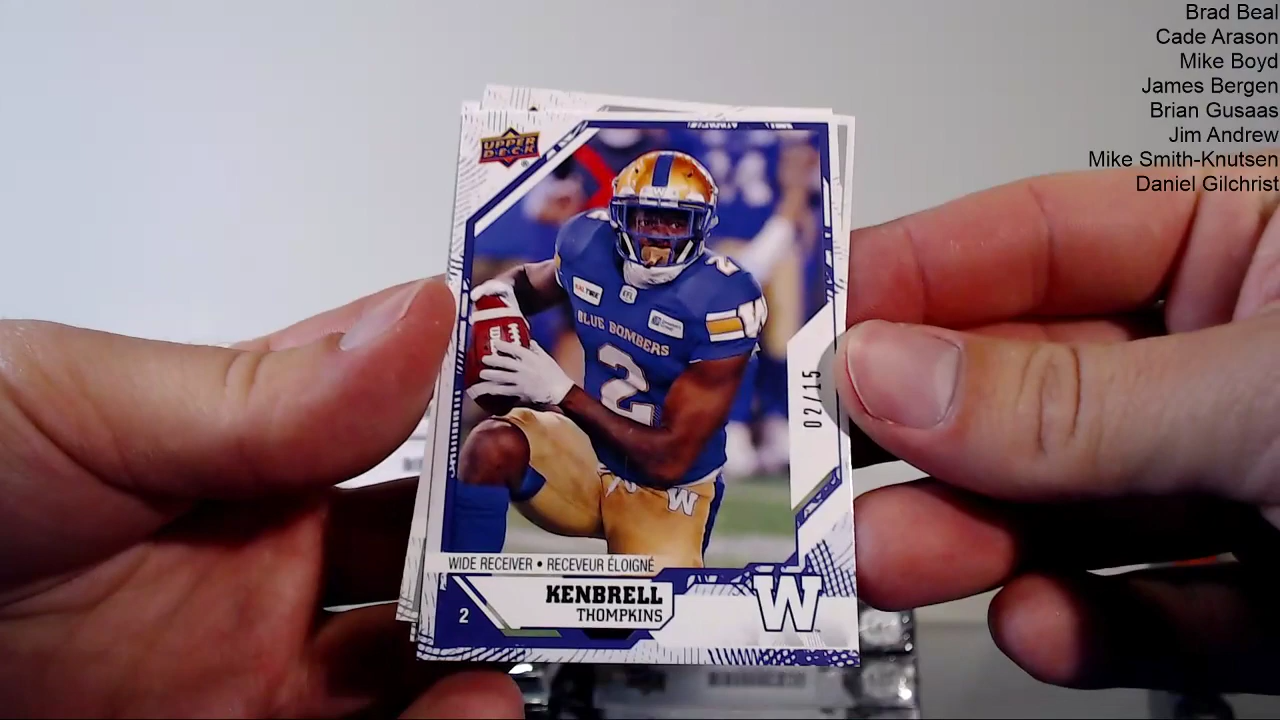 Brad Beal
Cade Arason
Mike Boyd
James Bergen
Brian Gusaas
Jim Andrew
Mike Smith-Knutsen
Daniel Gilchrist
UPPER
DECK
2
BLUE BOMBERS
2
W
02/15
W
WIDE RECEIVER • RECEVEUR ÉLOIGNÉ
KENBRELL
THOMPKINS
2
W